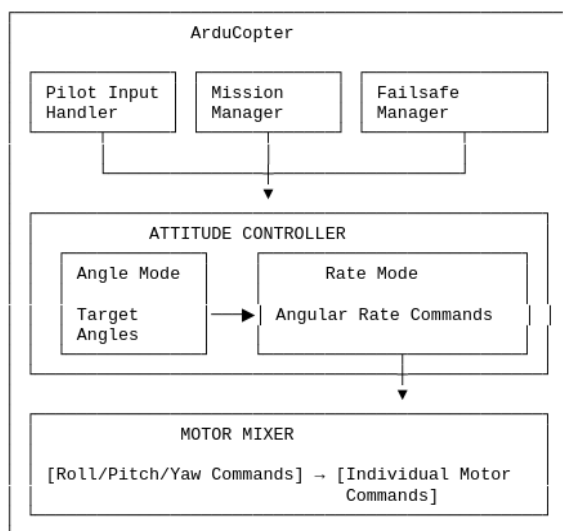 ArduCopter
Pilot Input
Handler
Mission
Manager
Failsafe
Manager
ATTITUDE CONTROLLER
Angle Mode
Target
Angles
Rate Mode
Angular Rate Commands
MOTOR MIXER
[Roll/Pitch/Yaw Commands] → [Individual Motor
Commands]